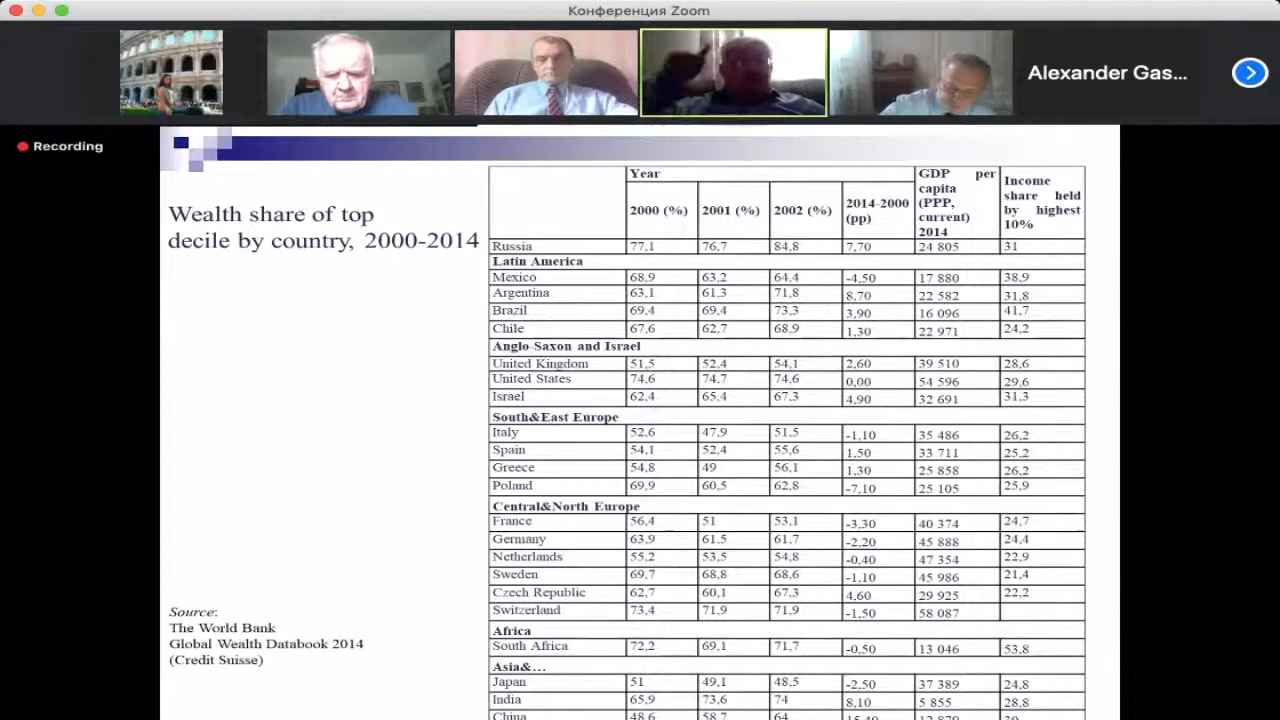 Конференция Zoom
Alexander Gas...
Recording
Wealth share of top
decile by country, 2000-2014
Year GDP per capita (PPP, current) 2014 Income share held by highest 10%
2000 (%) 2001 (%) 2002 (%) 2014-2000 (pp)
Russia 77,1 76,7 84,8 7,70 24 805 31
Latin America
Mexico 68,9 63,2 64,4 -4,50 17 880 38,9
Argentina 63,1 61,3 71,8 8,70 22 582 31,8
Brazil 69,4 69,4 73,3 3,90 16 096 41,7
Chile 67,6 62,7 68,9 1,30 22 971 24,2
Anglo-Saxon and Israel
United Kingdom 51,5 52,4 54,1 2,60 39 510 28,6
United States 74,6 74,7 74,6 0,00 54 596 29,6
Israel 62,4 65,4 67,3 4,90 32 691 31,3
South&East Europe
Italy 52,6 47,9 51,5 -1,10 35 486 26,2
Spain 54,1 52,4 55,6 1,50 33 711 25,2
Greece 54,8 49 56,1 1,30 25 858 26,2
Poland 69,9 60,5 62,8 -7,10 25 105 25,9
Central&North Europe
France 56,4 51 53,1 -3,30 40 374 24,7
Germany 63,9 61,5 61,7 -2,20 45 888 24,4
Netherlands 55,2 53,5 54,8 -0,40 47 354 22,9
Sweden 69,7 68,8 68,6 -1,10 45 986 21,4
Czech Republic 62,7 60,1 67,3 4,60 29 925 22,2
Switzerland 73,4 71,9 71,9 -1,50 58 087
Africa
South Africa 72,2 69,1 71,7 -0,50 13 046 53,8
Asia&...
Japan 51 49,1 48,5 -2,50 37 389 24,8
India 65,9 73,6 74 8,10 5 855 28,8
China 48,6 58,7 64 15,40 12 879 30
Source:
The World Bank
Global Wealth Databook 2014
(Credit Suisse)